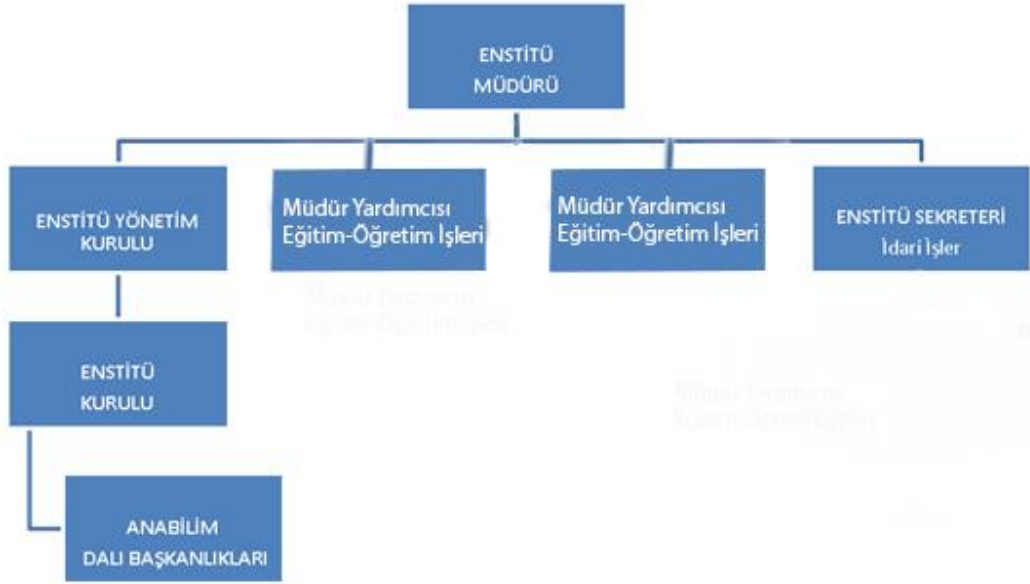 ENSTİTÜ
MÜDÜRÜ
ENSTİTÜ YÖNETİM
KURULU
Müdür Yardımcısı
Eğitim-Öğretim İşleri
Müdür Yardımcısı
Eğitim-Öğretim İşleri
ENSTİTÜ SEKRETERİ
İdari İşler
ENSTİTÜ
KURULU
ANABİLİM
DALI BAŞKANLIKLARI